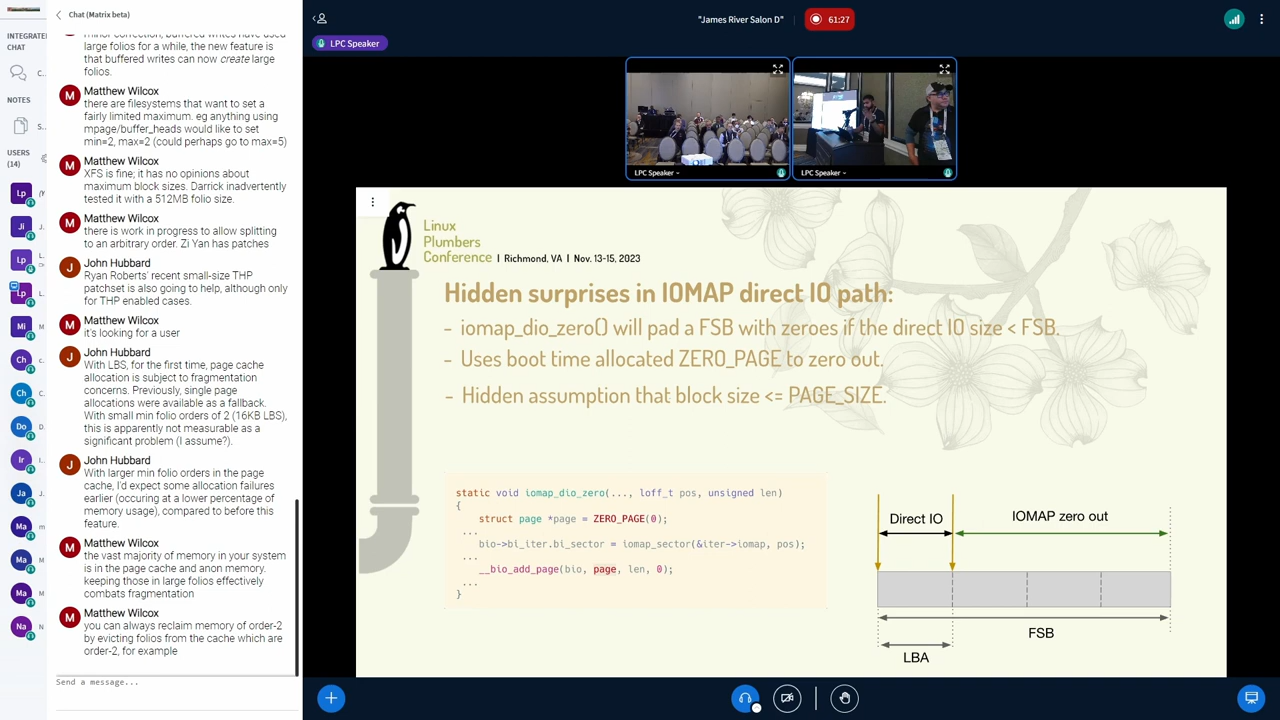 Chat (Matrix beta)
INTEGRATE
CHAT
C.
NOTES
S..
USERS
(14)
minor correction, buffered writes have used
large folios for a while, the new feature is
that buffered writes can now create large
folios.
M
Matthew Wilcox
there are filesystems that want to set a
fairly limited maximum. eg anything using
mpage/buffer_heads would like to set
min=2, max=2 (could perhaps go to max=5)
M
Matthew Wilcox
XFS is fine; it has no opinions about
maximum block sizes. Darrick inadvertently
tested it with a 512MB folio size.
M
Matthew Wilcox
there is work in progress to allow splitting
to an arbitrary order. Zi Yan has patches
J
John Hubbard
Ryan Roberts' recent small-size THP
patchset is also going to help, although only
for THP enabled cases.
M
Matthew Wilcox
it's looking for a user
J
John Hubbard
With LBS, for the first time, page cache
allocation is subject to fragmentation
concerns. Previously, single page
allocations were available as a fallback.
With small min folio orders of 2 (16KB LBS),
this is apparently not measurable as a
significant problem (I assume?).
J
John Hubbard
With larger min folio orders in the page
cache, I'd expect some allocation failures
earlier (occuring at a lower percentage of
memory usage), compared to before this
feature.
M
Matthew Wilcox
the vast majority of memory in your system
is in the page cache and anon memory.
keeping those in large folios effectively
combats fragmentation
M
Matthew Wilcox
you can always reclaim memory of order-2
by evicting folios from the cache which are
order-2, for example
Send a message...
Lp
Ji
J.
Lp
L.
Lp
L..
Mi
Ch
Ch
Do
D.
Ir
I..
Ja
J..
Ma
Ma
Ma
Na
"James River Salon D"
61:27
LPC Speaker
LPC Speaker
LPC Speaker
Linux
Plumbers
Conference | Richmond, VA | Nov. 13-15, 2023
Hidden surprises in IOMAP direct IO path:
- iomap_dio_zero() will pad a FSB with zeroes if the direct IO size < FSB.
- Uses boot time allocated ZERO_PAGE to zero out.
- Hidden assumption that block size <= PAGE_SIZE.
static void iomap_dio_zero(..., loff_t pos, unsigned len)
{
struct page *page = ZERO_PAGE(0);
...
bio->bi_iter.bi_sector = iomap_sector(&iter->iomap, pos);
...
__bio_add_page(bio, page, len, 0);
...
}
Direct IO
IOMAP zero out
FSB
LBA